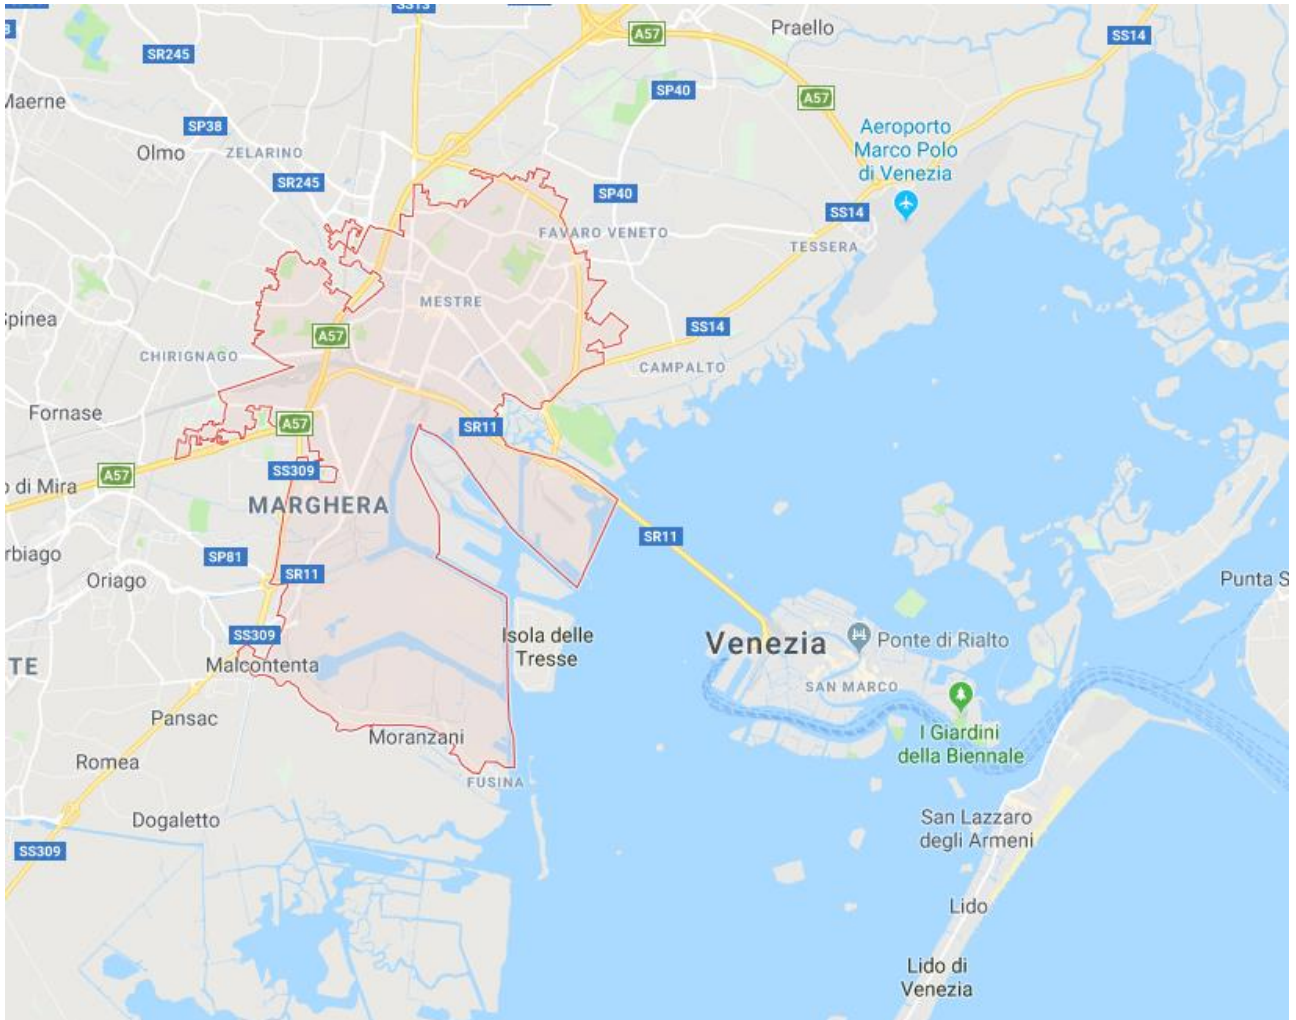 SS13
Praello
A57
SS14
SR245
SP40
A57
Maerne
SP38
Olmo
ZELARINO
Aeroporto
Marco Polo
di Venezia
SR245
SP40
SS14
FAVARO VENETO
TESSERA
MESTRE
Spinea
SS14
A57
CHIRIGNAGO
CAMPALTO
Fornase
A57
SR11
SS309
A57
o di Mira
MARGHERA
SR11
rbiago
SP81
SR11
Oriago
Punta S
SS309
Isola delle
Tresse
Venezia
Ponte di Rialto
TE
Malcontenta
SAN MARCO
Pansac
Moranzani
I Giardini
della Biennale
Romea
FUSINA
Dogaletto
San Lazzaro
degli Armeni
SS309
Lido
Lido di
Venezia